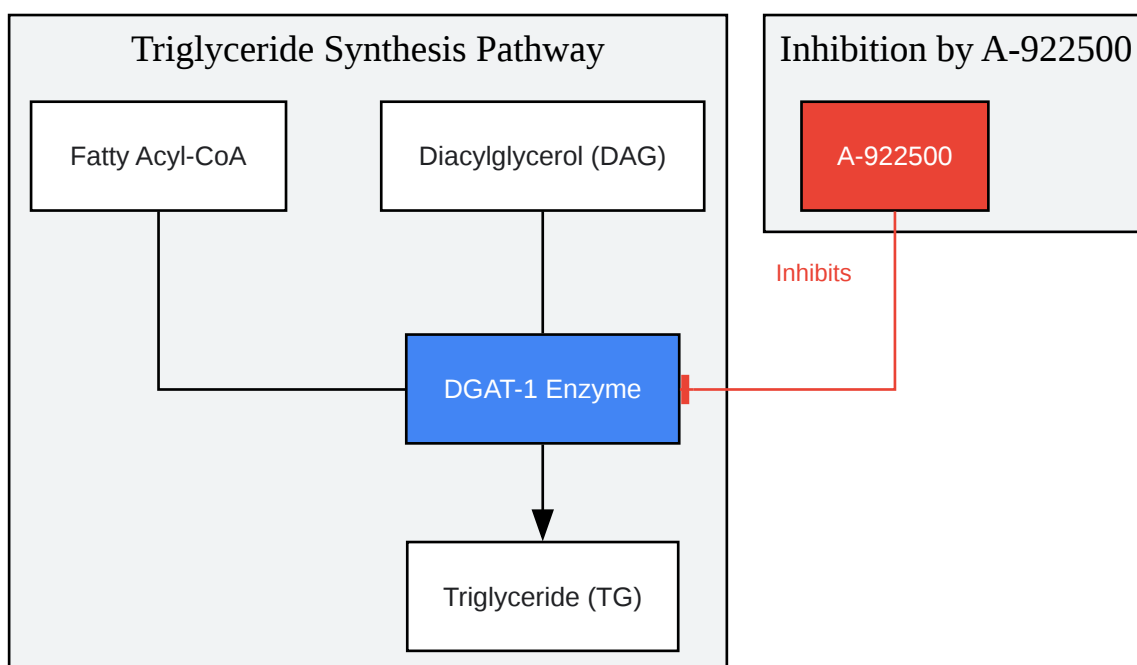 Triglyceride Synthesis Pathway
Inhibition by A-922500
Fatty Acyl-CoA
Diacylglycerol (DAG)
A-922500
Inhibits
DGAT-1 Enzyme
Triglyceride (TG)